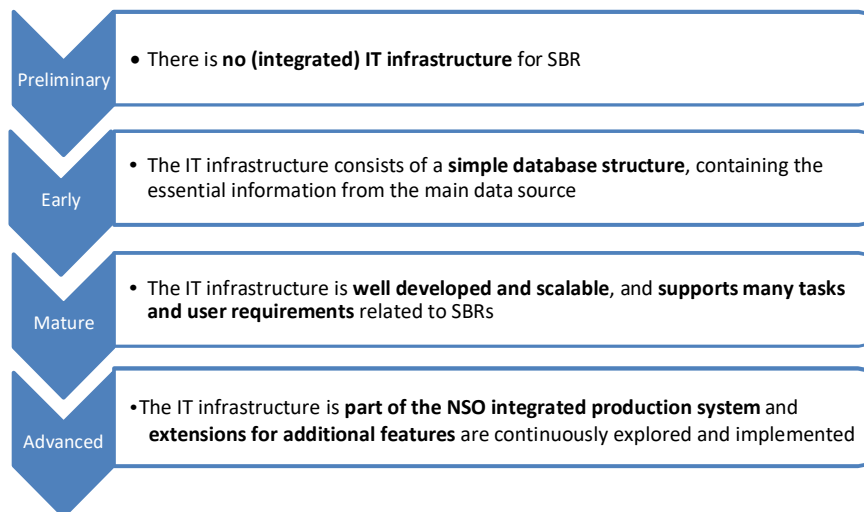 Preliminary
• There is no (integrated) IT infrastructure for SBR
Early
• The IT infrastructure consists of a simple database structure, containing the
essential information from the main data source
Mature
• The IT infrastructure is well developed and scalable, and supports many tasks
and user requirements related to SBRs
Advanced
•The IT infrastructure is part of the NSO integrated production system and
extensions for additional features are continuously explored and implemented